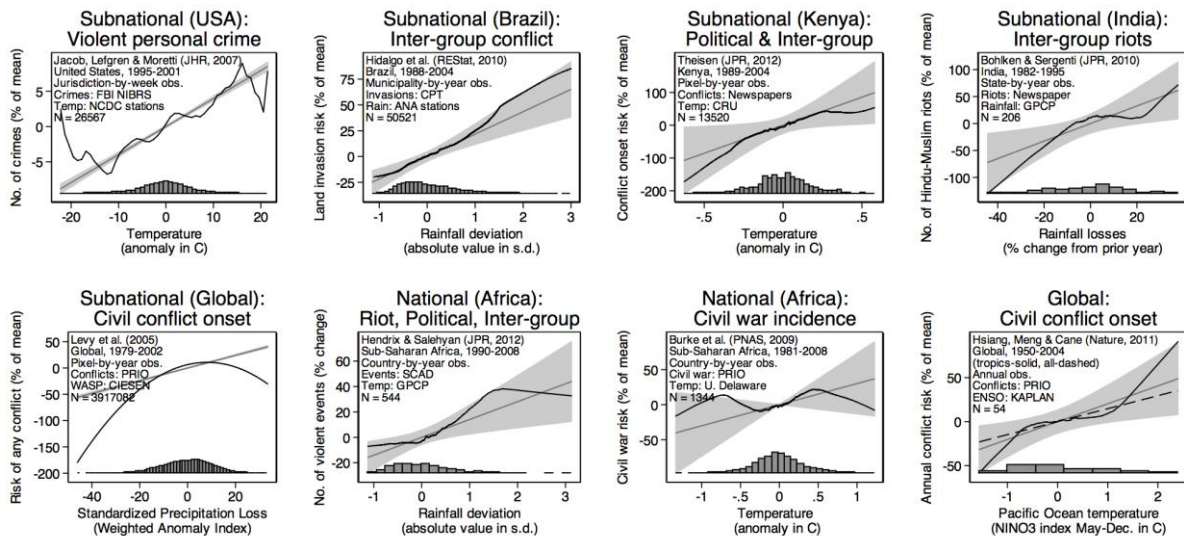 Subnational (USA):
Violent personal crime
No. of crimes (% of mean)
Jacob, Lefgren & Moretti (JHR, 2007)
United States, 1995-2001
Jurisdiction-by-week obs.
Crimes: FBI NIBRS
Temp: NCDC stations
N = 26567
5
0
-5
-20 -10 0 10 20
Temperature
(anomaly in C)
Subnational (Brazil):
Inter-group conflict
Land invasion risk (% of mean)
Hidalgo et al. (REStat, 2010)
Brazil, 1988-2004
Municipality-by-year obs.
Invasions: CPT
Rain: ANA stations
N = 50521
75
50
25
0
-25
-1 0 1 2 3
Rainfall deviation
(absolute value in s.d.)
Subnational (Kenya):
Political & Inter-group
Conflict onset risk (% of mean)
Theisen (JPR, 2012)
Kenya, 1989-2004
Pixel-by-year obs.
Conflicts: Newspapers
Temp: CRU
N = 13520
100
0
-100
-200
-.5 0 .5
Temperature
(anomaly in C)
Subnational (India):
Inter-group riots
No. of Hindu-Muslim riots (% of mean)
Bohlken & Sergenti (JPR, 2010)
India, 1982-1995
State-by-year obs.
Riots: Newspaper
Rainfall: GPCP
N = 206
100
50
0
-50
-100
-40 -20 0 20
Rainfall losses
(% change from prior year)
Subnational (Global):
Civil conflict onset
Risk of any conflict (% of mean)
Levy et al. (2005)
Global, 1979-2002
Pixel-by-year obs.
Conflicts: PRIO
WASP: CIESEN
N = 3917082
50
0
-50
-100
-150
-200
-40 -20 0 20
Standardized Precipitation Loss
(Weighted Anomaly Index)
National (Africa):
Riot, Political, Inter-group
No. of violent events (% change)
Hendrix & Salehyan (JPR, 2012)
Sub-Saharan Africa, 1990-2008
Country-by-year obs.
Events: SCAD
Temp: GPCP
N = 544
80
60
40
20
0
-20
-1 0 1 2 3
Rainfall deviation
(absolute value in s.d.)
National (Africa):
Civil war incidence
Civil war risk (% of mean)
Burke et al. (PNAS, 2009)
Sub-Saharan Africa, 1981-2008
Country-by-year obs.
Civil war: PRIO
Temp: U. Delaware
N = 1344
50
0
-50
-1 -.5 0 .5 1
Temperature
(anomaly in C)
Global:
Civil conflict onset
Annual conflict risk (% of mean)
Hsiang, Meng & Cane (Nature, 2011)
Global, 1950-2004
(tropics-solid, all-dashed)
Annual obs.
Conflicts: PRIO
ENSO: KAPLAN
N = 54
100
50
0
-50
-1 0 1 2
Pacific Ocean temperature
(NINO3 index May-Dec. in C)